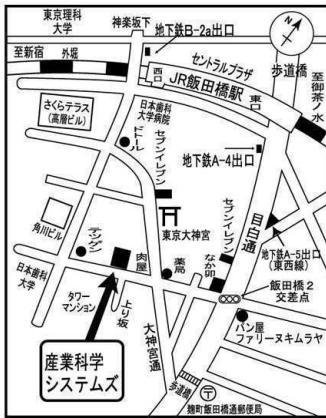 東京理科
大学
神楽坂下
地下鉄B-2a出口
N
至新宿
外堀
セントラルプラザ
西口
JR飯田橋駅
東口
歩道橋
至御茶ノ水
さくらテラス
(高層ビル)
日本歯科
大学病院
ドトール
セブンイレブン
地下鉄A-4出口
目白通
角川ビル
東京大神宮
セブンイレブン
地下鉄A-5出口
(東西線)
マンゲン
肉屋
薬局
なか卯
飯田橋2
交差点
日本歯科
大学
タワー
マンション
上り坂
大神宮通
パン屋
ファリーヌキムラヤ
産業科学
システムズ
歩道橋
〒
麹町飯田橋通郵便局